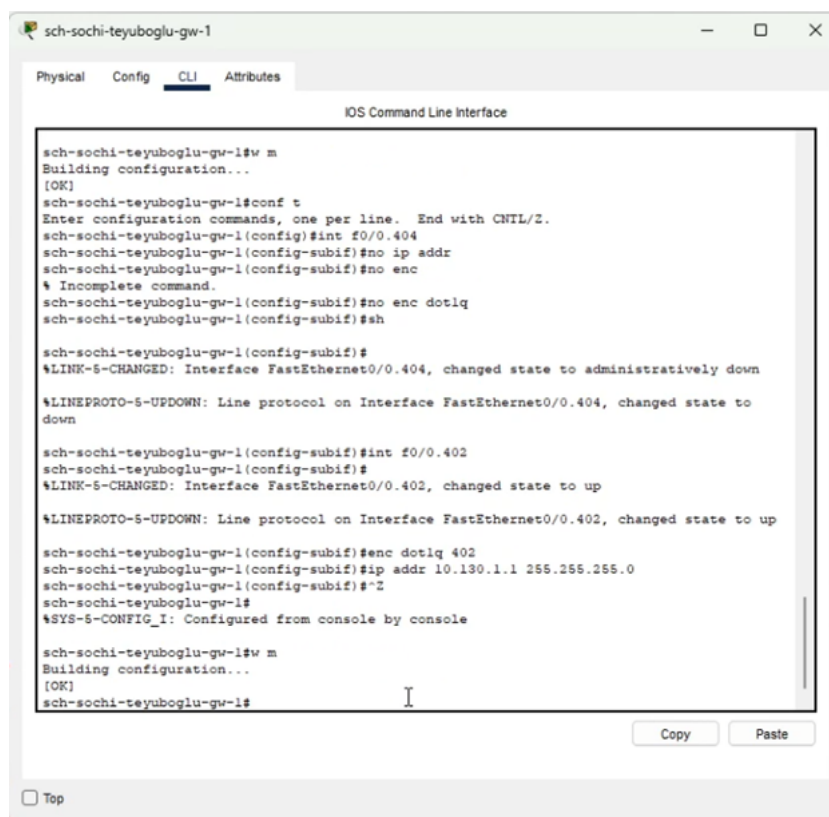 sch-sochi-teyuboglu-gw-1
Physical Config CLI Attributes
IOS Command Line Interface
sch-sochi-teyuboglu-gw-1#w m
Building configuration...
[OK]
sch-sochi-teyuboglu-gw-1#conf t
Enter configuration commands, one per line.  End with CNTL/Z.
sch-sochi-teyuboglu-gw-1(config)#int f0/0.404
sch-sochi-teyuboglu-gw-1(config-subif)#no ip addr
sch-sochi-teyuboglu-gw-1(config-subif)#no enc
% Incomplete command.
sch-sochi-teyuboglu-gw-1(config-subif)#no enc dot1q
sch-sochi-teyuboglu-gw-1(config-subif)#sh
sch-sochi-teyuboglu-gw-1(config-subif)#
%LINK-5-CHANGED: Interface FastEthernet0/0.404, changed state to administratively down
%LINEPROTO-5-UPDOWN: Line protocol on Interface FastEthernet0/0.404, changed state to
down
sch-sochi-teyuboglu-gw-1(config-subif)#int f0/0.402
sch-sochi-teyuboglu-gw-1(config-subif)#
%LINK-5-CHANGED: Interface FastEthernet0/0.402, changed state to up
%LINEPROTO-5-UPDOWN: Line protocol on Interface FastEthernet0/0.402, changed state to up
sch-sochi-teyuboglu-gw-1(config-subif)#enc dot1q 402
sch-sochi-teyuboglu-gw-1(config-subif)#ip addr 10.130.1.1 255.255.255.0
sch-sochi-teyuboglu-gw-1(config-subif)#^Z
sch-sochi-teyuboglu-gw-1#
%SYS-5-CONFIG_I: Configured from console by console
sch-sochi-teyuboglu-gw-1#w m
Building configuration...
[OK]
sch-sochi-teyuboglu-gw-1#
Copy Paste
Top